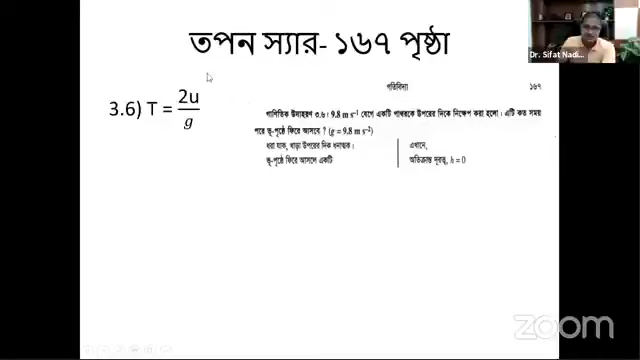 তপন স্যার- ১৬৭ পৃষ্ঠা
Dr. Sifat Nadi...
3.6) T = 2u/g
গতিবিদ্যা ১৬৭
গাণিতিক উদাহরণ ৩.৬। 9.8 m s⁻¹ বেগে একটি পাথরকে উপরের দিকে নিক্ষেপ করা হলো। এটি কত সময়
পরে ভূ-পৃষ্ঠে ফিরে আসবে ? (g = 9.8 m s⁻²)
ধরা যাক, খাড়া উপরের দিক ধনাত্মক। এখানে,
ভূ-পৃষ্ঠে ফিরে আসলে একটি অতিক্রান্ত দূরত্ব, h = 0
zoom